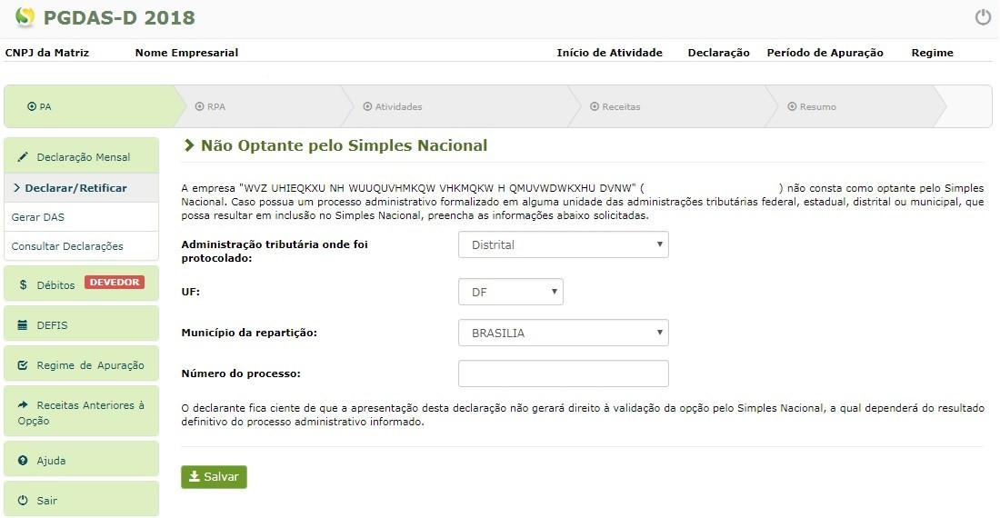 PGDAS-D 2018
CNPJ da Matriz Nome Empresarial Início de Atividade Declaração Período de Apuração Regime
PA RPA Atividades Receitas Resumo
Declaração Mensal
Declarar/Retificar
Gerar DAS
Consultar Declarações
$ Débitos DEVEDOR
DEFIS
Regime de Apuração
Receitas Anteriores à
Opção
Ajuda
Sair
Não Optante pelo Simples Nacional
A empresa "WVZ UHIEQKXU NH WUUQUVHMKQW VHKMQKW H QMUVWDWKXHU DVNW" ( ) não consta como optante pelo Simples
Nacional. Caso possua um processo administrativo formalizado em alguma unidade das administrações tributárias federal, estadual, distrital ou municipal, que
possa resultar em inclusão no Simples Nacional, preencha as informações abaixo solicitadas.
Administração tributária onde foi
protocolado:
Distrital
UF:
DF
Município da repartição:
BRASILIA
Número do processo:
O declarante fica ciente de que a apresentação desta declaração não gerará direito à validação da opção pelo Simples Nacional, a qual dependerá do resultado
definitivo do processo administrativo informado.
Salvar